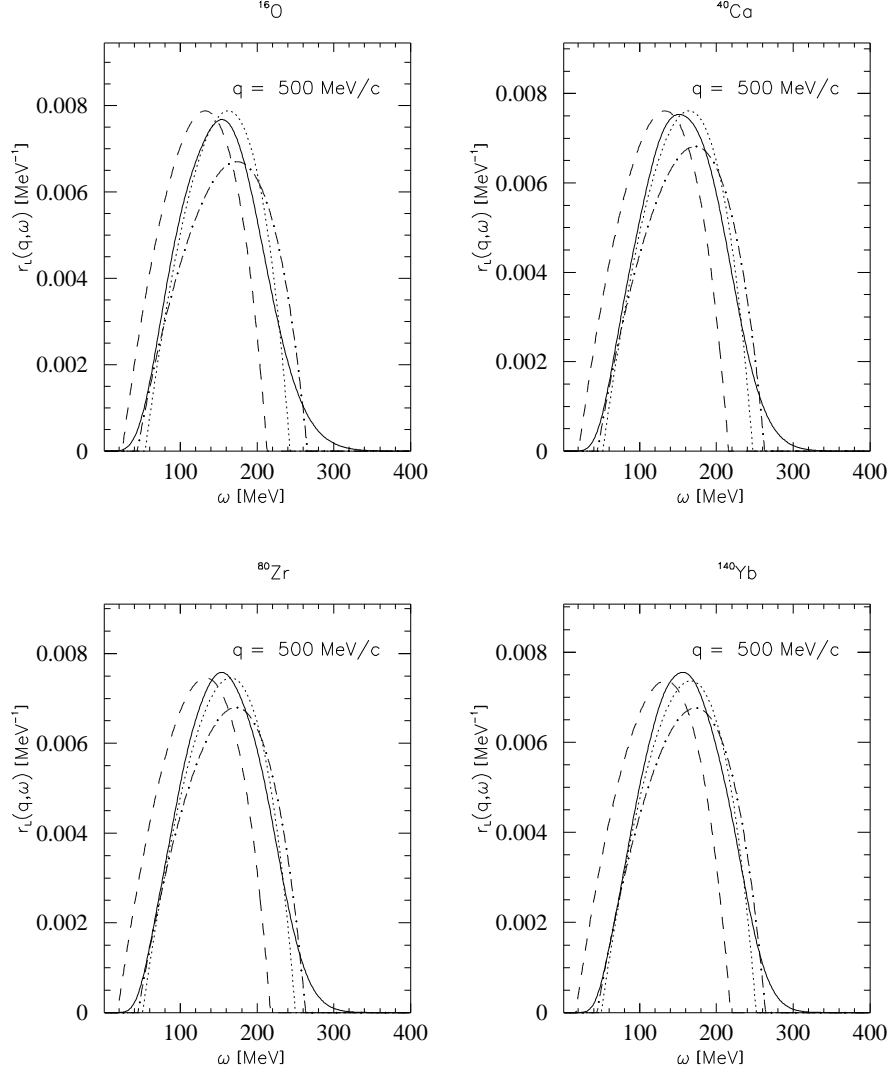 ¹⁶O
q = 500 MeV/c
0.008
0.006
0.004
0.002
0
r_L(q,ω) [MeV⁻¹]
100 200 300 400
ω [MeV]
⁴⁰Ca
q = 500 MeV/c
0.008
0.006
0.004
0.002
0
r_L(q,ω) [MeV⁻¹]
100 200 300 400
ω [MeV]
⁸⁰Zr
q = 500 MeV/c
0.008
0.006
0.004
0.002
0
r_L(q,ω) [MeV⁻¹]
100 200 300 400
ω [MeV]
¹⁴⁰Yb
q = 500 MeV/c
0.008
0.006
0.004
0.002
0
r_L(q,ω) [MeV⁻¹]
100 200 300 400
ω [MeV]